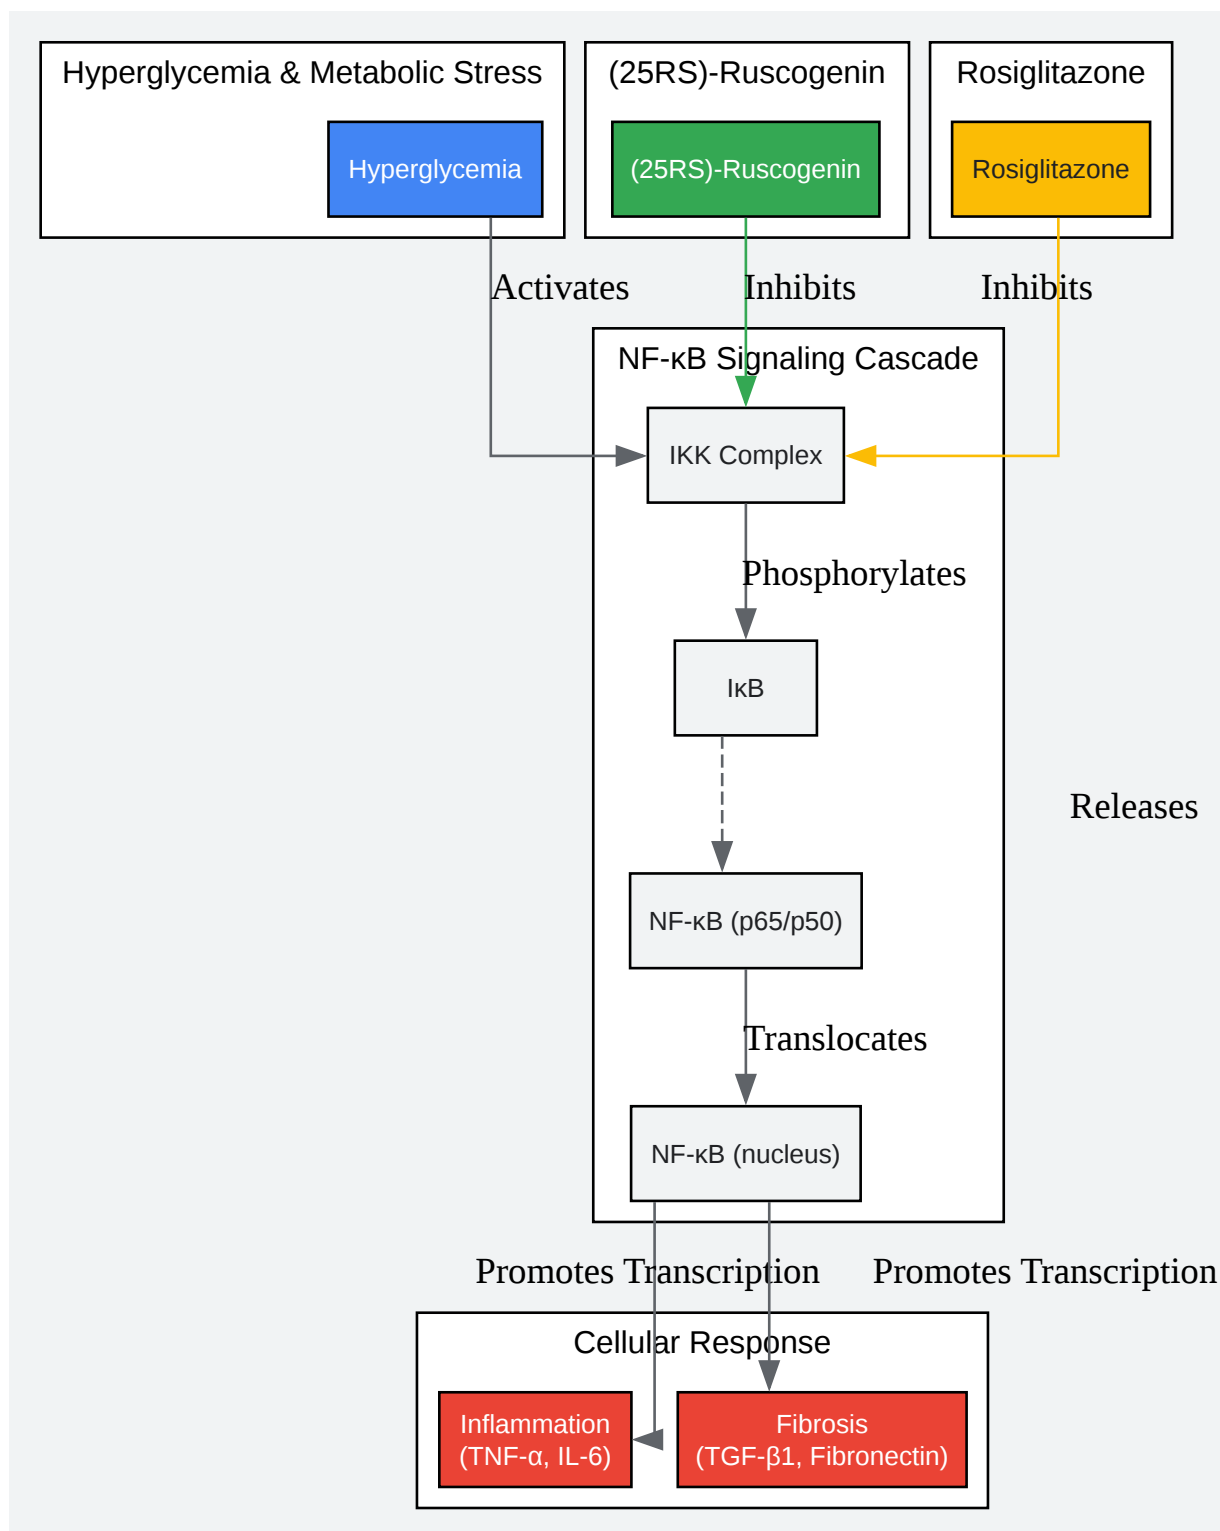 Hyperglycemia & Metabolic Stress
(25RS)-Ruscogenin
Rosiglitazone
Hyperglycemia
(25RS)-Ruscogenin
Rosiglitazone
Activates
Inhibits
Inhibits
NF-κB Signaling Cascade
IKK Complex
Phosphorylates
IκB
Releases
NF-κB (p65/p50)
Translocates
NF-κB (nucleus)
Promotes Transcription
Promotes Transcription
Cellular Response
Inflammation
(TNF-α, IL-6)
Fibrosis
(TGF-β1, Fibronectin)